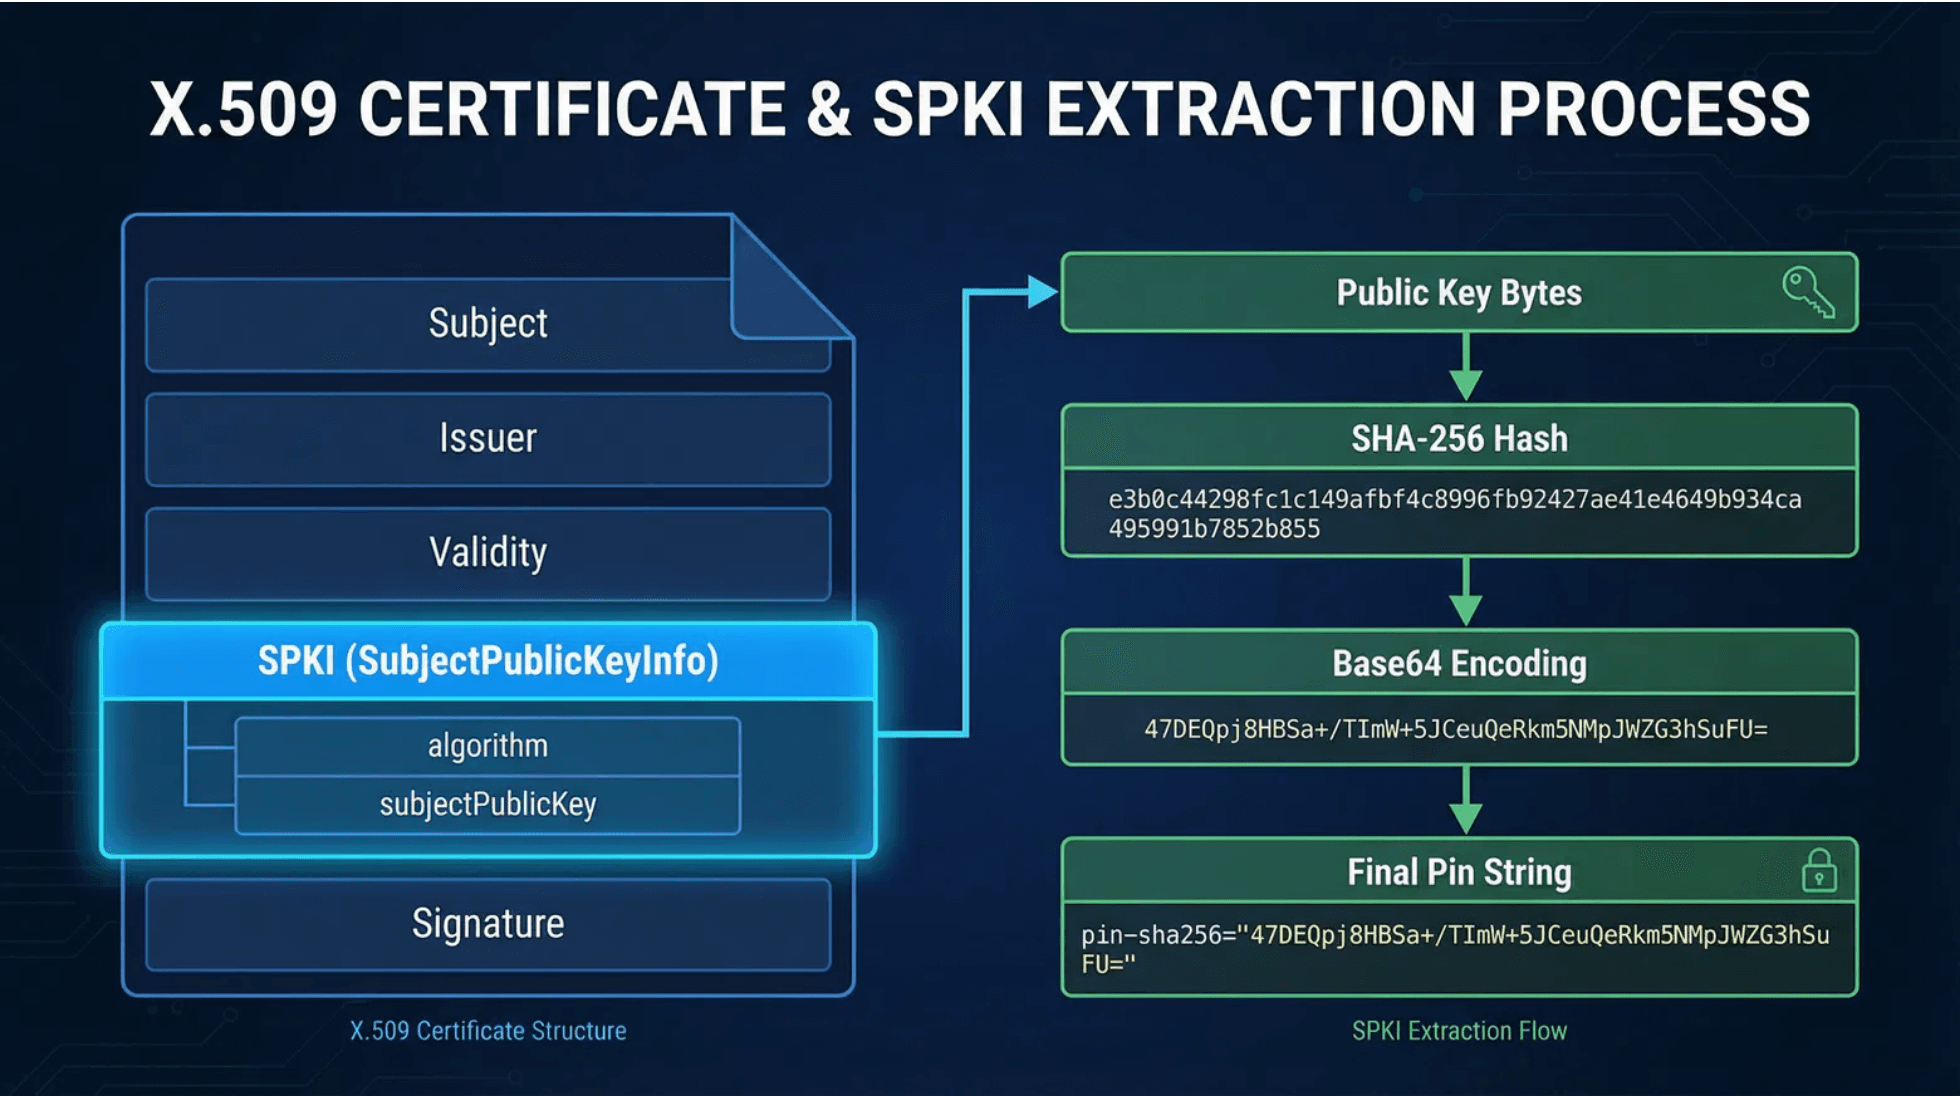 X.509 CERTIFICATE & SPKI EXTRACTION PROCESS
Subject
Issuer
Validity
SPKI (SubjectPublicKeyInfo)
algorithm
subjectPublicKey
Signature
X.509 Certificate Structure
Public Key Bytes
SHA-256 Hash
e3b0c44298fc1c149afbf4c8996fb92427ae41e4649b934ca
495991b7852b855
Base64 Encoding
47DEQpj8HBSa+/TImW+5JCeuQeRkm5NMpJWZG3hSuFU=
Final Pin String
pin-sha256="47DEQpj8HBSa+/TImW+5JCeuQeRkm5NMpJWZG3hSu
FU="
SPKI Extraction Flow